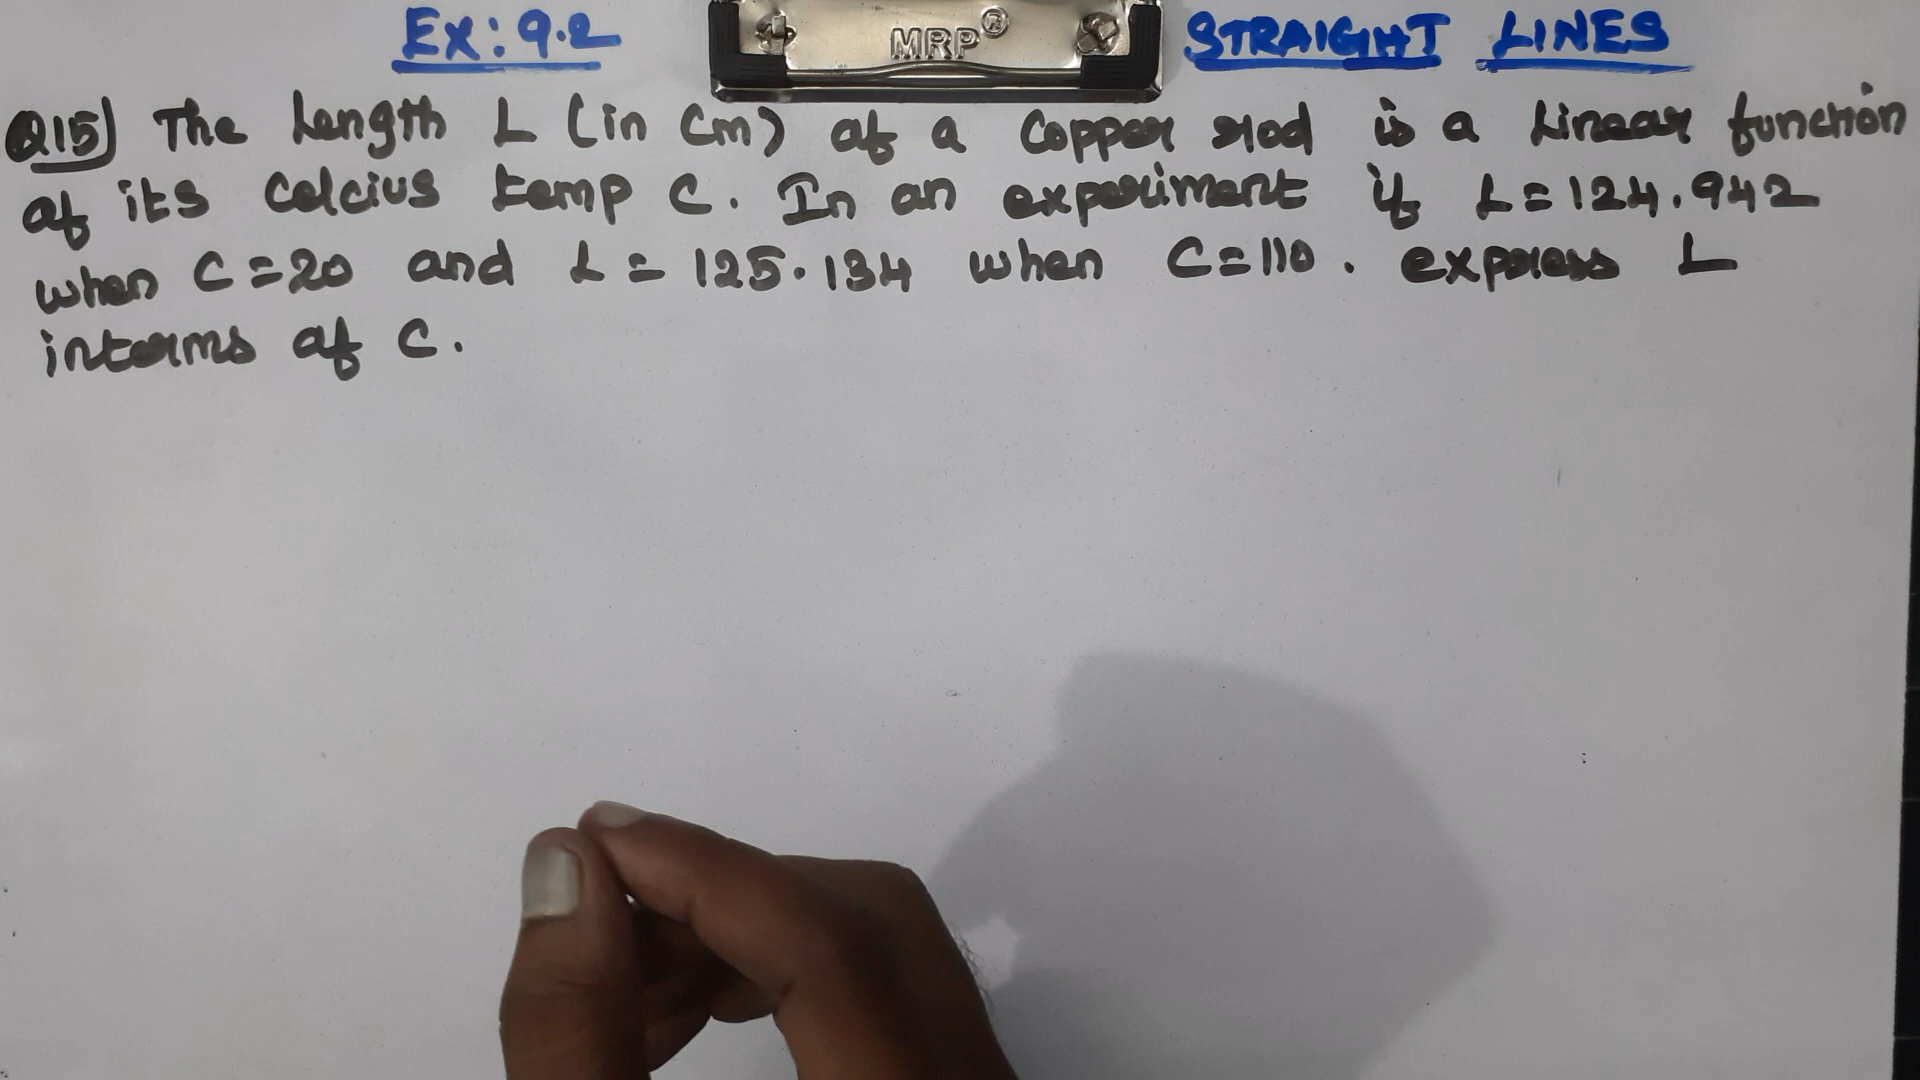 Ex: 9.2
MRP®
STRAIGHT LINES
Q15) The length L (in cm) of a Copper rod is a Linear function
of its Celcius temp C. In an experiment if L = 124.942
when C = 20 and L = 125.134 when C = 110. express L
interms of C.